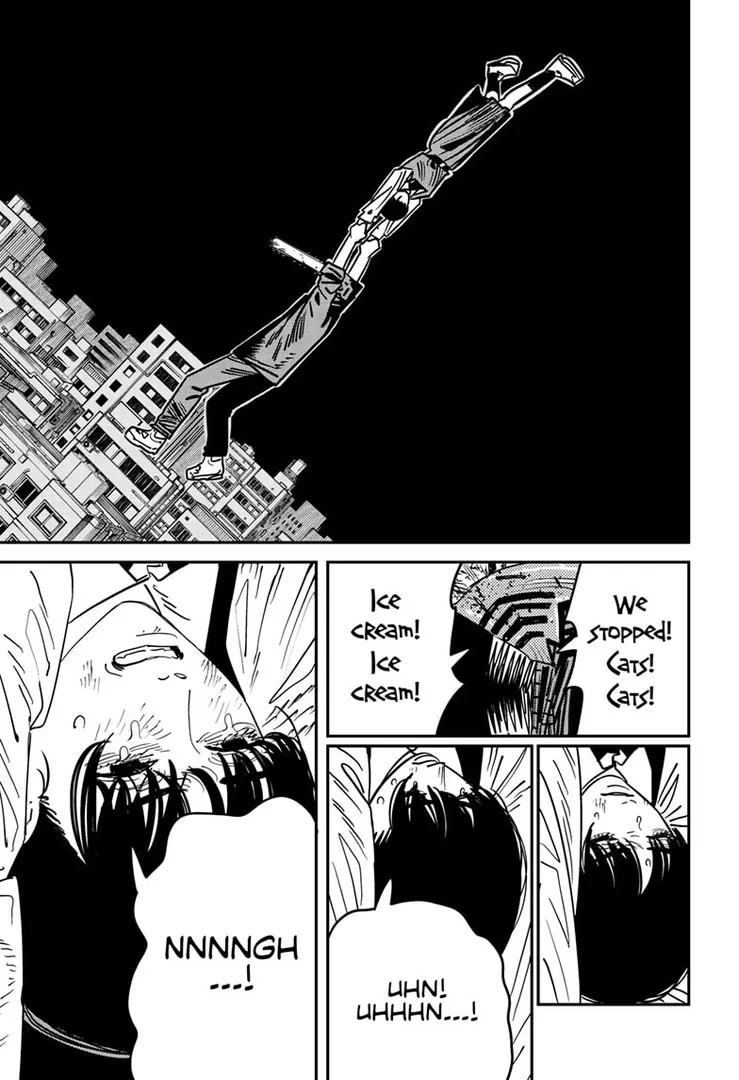 We
stopped!
Cats!
Cats!
Ice
cream!
Ice
cream!
UHN!
UHHHN...!
NNNNGH
....!